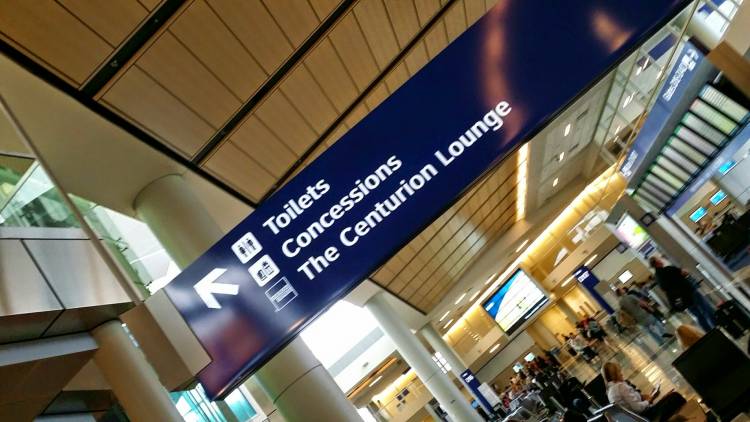 Toilets
Concessions
The Centurion Lounge